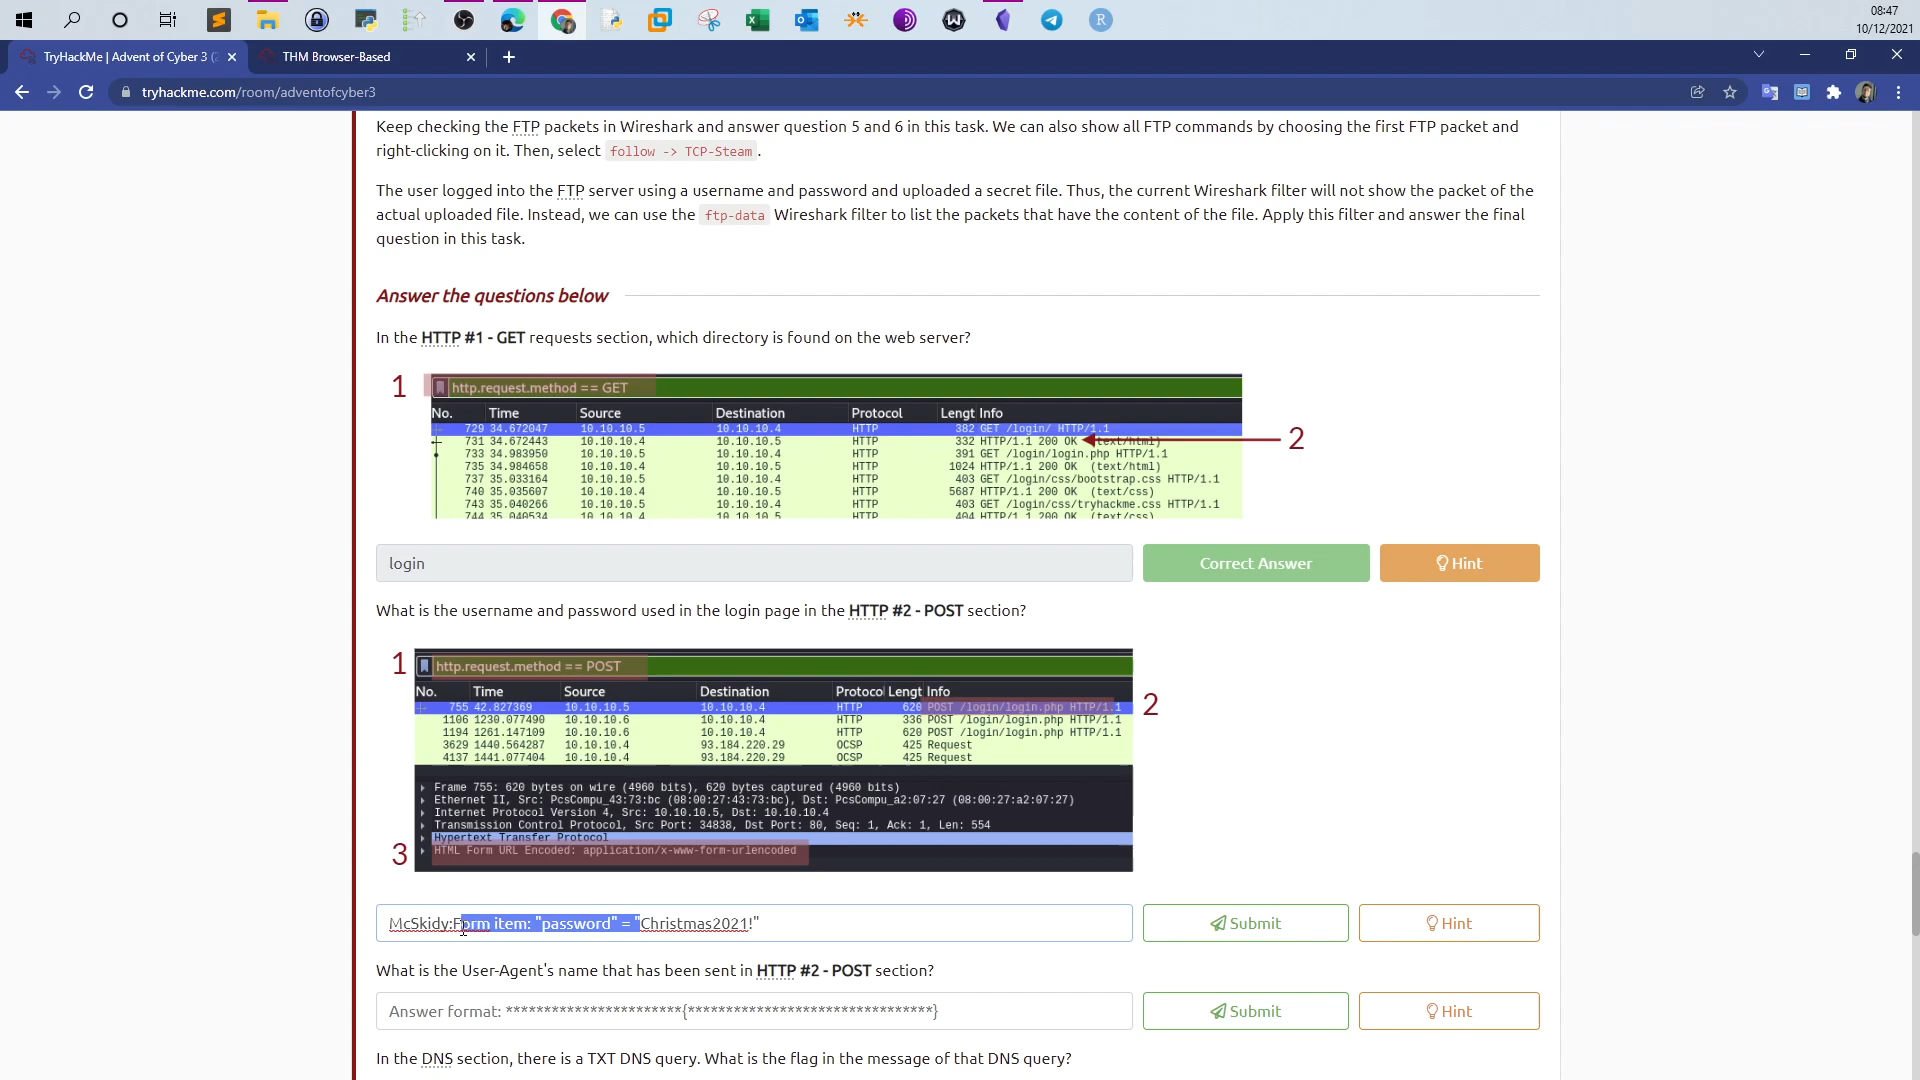 08:47
10/12/2021
TryHackMe | Advent of Cyber 3 (2
THM Browser-Based
tryhackme.com/room/adventofcyber3
Keep checking the FTP packets in Wireshark and answer question 5 and 6 in this task. We can also show all FTP commands by choosing the first FTP packet and
right-clicking on it. Then, select follow -> TCP-Steam .
The user logged into the FTP server using a username and password and uploaded a secret file. Thus, the current Wireshark filter will not show the packet of the
actual uploaded file. Instead, we can use the ftp-data Wireshark filter to list the packets that have the content of the file. Apply this filter and answer the final
question in this task.
Answer the questions below
In the HTTP #1 - GET requests section, which directory is found on the web server?
1
http.request.method == GET
No. Time Source Destination Protocol Lengt Info
729 34.672047 10.10.10.5 10.10.10.4 HTTP 382 GET /login/ HTTP/1.1
731 34.672443 10.10.10.4 10.10.10.5 HTTP 332 HTTP/1.1 200 OK (text/html)
2
733 34.983950 10.10.10.5 10.10.10.4 HTTP 391 GET /login/login.php HTTP/1.1
735 34.984658 10.10.10.4 10.10.10.5 HTTP 1024 HTTP/1.1 200 OK (text/html)
737 35.033164 10.10.10.5 10.10.10.4 HTTP 403 GET /login/css/bootstrap.css HTTP/1.1
740 35.035607 10.10.10.4 10.10.10.5 HTTP 5687 HTTP/1.1 200 OK (text/css)
743 35.040266 10.10.10.5 10.10.10.4 HTTP 403 GET /login/css/tryhackme.css HTTP/1.1
744 35.040534 10.10.10.4 10.10.10.5 HTTP 404 HTTP/1.1 200 OK (text/css)
login
Correct Answer
Hint
What is the username and password used in the login page in the HTTP #2 - POST section?
1
http.request.method == POST
No. Time Source Destination Protocol Lengt Info
2
755 42.827369 10.10.10.5 10.10.10.4 HTTP 620 POST /login/login.php HTTP/1.1
1106 1230.077490 10.10.10.6 10.10.10.4 HTTP 336 POST /login/login.php HTTP/1.1
1194 1261.147109 10.10.10.6 10.10.10.4 HTTP 620 POST /login/login.php HTTP/1.1
3629 1440.564287 10.10.10.4 93.184.220.29 OCSP 425 Request
4137 1441.077404 10.10.10.4 93.184.220.29 OCSP 425 Request
Frame 755: 620 bytes on wire (4960 bits), 620 bytes captured (4960 bits)
Ethernet II, Src: PcsCompu_43:73:bc (08:00:27:43:73:bc), Dst: PcsCompu_a2:07:27 (08:00:27:a2:07:27)
Internet Protocol Version 4, Src: 10.10.10.5, Dst: 10.10.10.4
Transmission Control Protocol, Src Port: 34838, Dst Port: 80, Seq: 1, Ack: 1, Len: 554
Hypertext Transfer Protocol
3
HTML Form URL Encoded: application/x-www-form-urlencoded
McSkidy:Form item: "password" = "Christmas2021!"
Submit
Hint
What is the User-Agent's name that has been sent in HTTP #2 - POST section?
Answer format: ***********************{********************************}
Submit
Hint
In the DNS section, there is a TXT DNS query. What is the flag in the message of that DNS query?